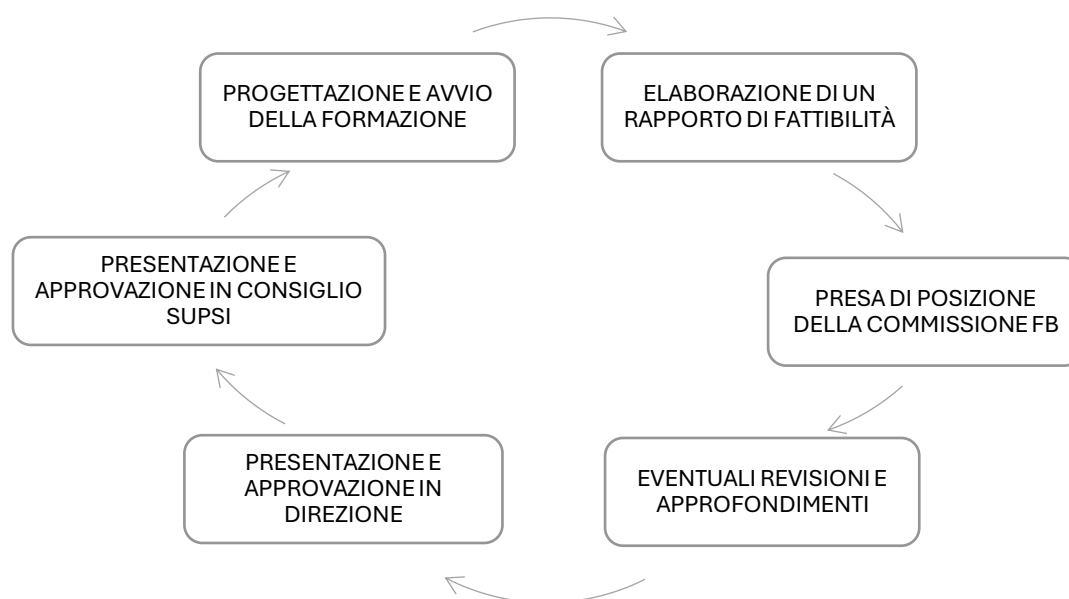 PROGETTAZIONE E AVVIO
DELLA FORMAZIONE
ELABORAZIONE DI UN
RAPPORTO DI FATTIBILITÀ
PRESENTAZIONE E
APPROVAZIONE IN CONSIGLIO
SUPSI
PRESA DI POSIZIONE
DELLA COMMISSIONE FB
PRESENTAZIONE E
APPROVAZIONE IN
DIREZIONE
EVENTUALI REVISIONI E
APPROFONDIMENTI